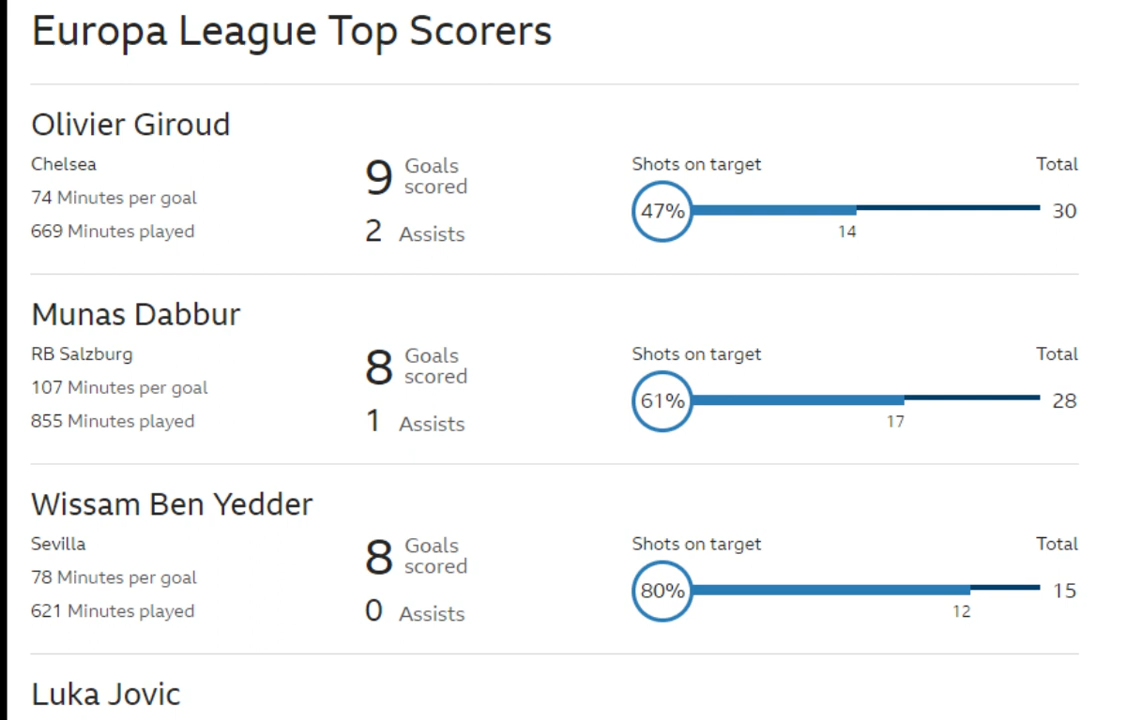 Europa League Top Scorers
Olivier Giroud
Chelsea
74 Minutes per goal
669 Minutes played
9 Goals scored
2 Assists
Shots on target
Total
47%
14
30
Munas Dabbur
RB Salzburg
107 Minutes per goal
855 Minutes played
8 Goals scored
1 Assists
Shots on target
Total
61%
17
28
Wissam Ben Yedder
Sevilla
78 Minutes per goal
621 Minutes played
8 Goals scored
0 Assists
Shots on target
Total
80%
12
15
Luka Jovic